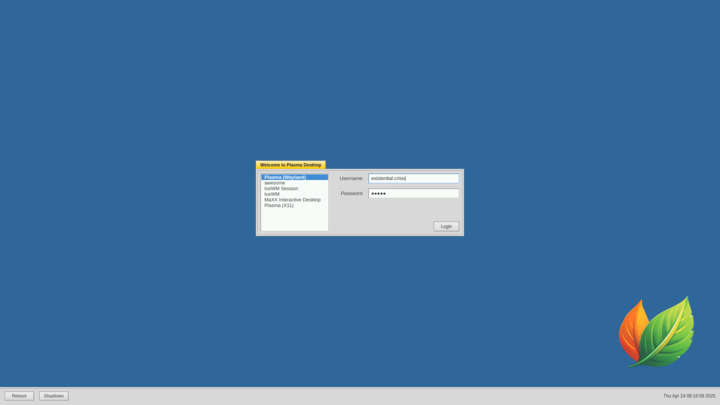 Welcome to Plasma Desktop
Plasma (Wayland)
awesome
IceWM Session
IceWM
MaXX Interactive Desktop
Plasma (X11)
Username:
existential.crisis
Password:
●●●●●
Login
Reboot
Shutdown
Thu Apr 24 08:16:09 2025